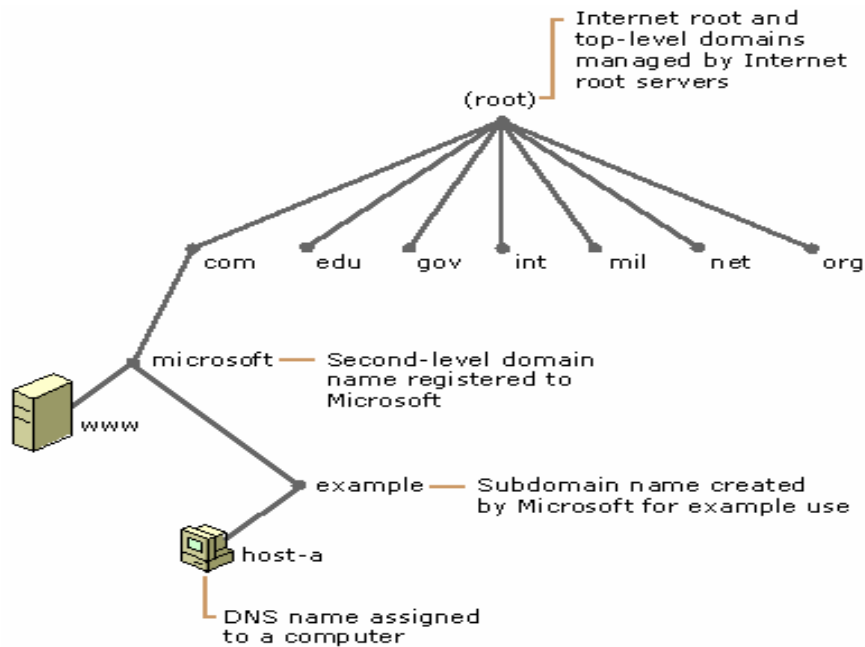 Internet root and
top-level domains
managed by Internet
root servers
(root)
com edu gov int mil net org
microsoft
Second-level domain
name registered to
Microsoft
www
example
Subdomain name created
by Microsoft for example use
host-a
DNS name assigned
to a computer